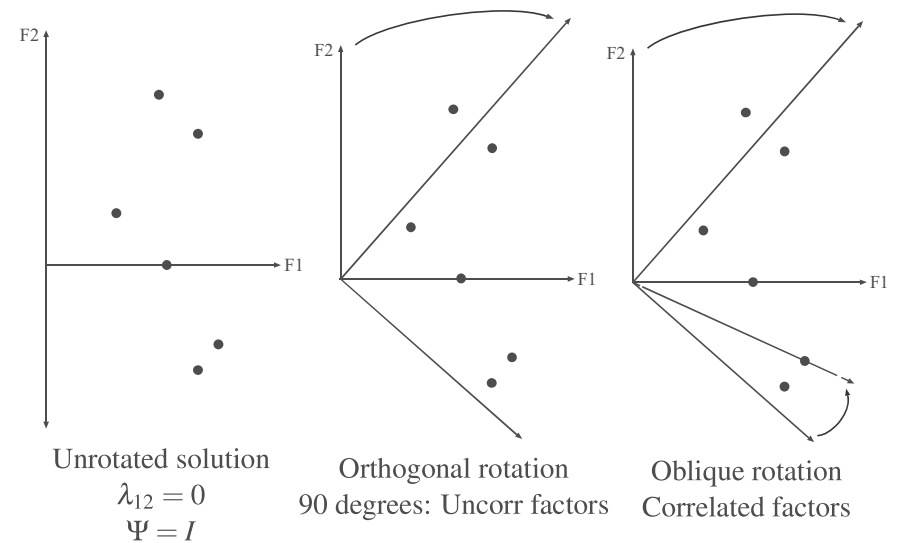 F2
F1
Unrotated solution
λ₁₂ = 0
Ψ = I
F2
F1
Orthogonal rotation
90 degrees: Uncorr factors
F2
F1
Oblique rotation
Correlated factors